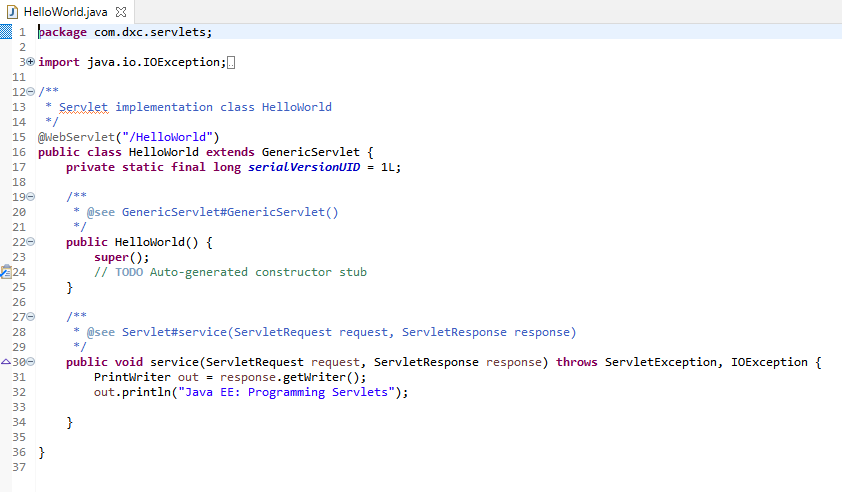 HelloWorld.java
1 package com.dxc.servlets;
2
3 import java.io.IOException;
11
12 /**
13 * Servlet implementation class HelloWorld
14 */
15 @WebServlet("/HelloWorld")
16 public class HelloWorld extends GenericServlet {
17 private static final long serialVersionUID = 1L;
18
19 /**
20 * @see GenericServlet#GenericServlet()
21 */
22 public HelloWorld() {
23 super();
24 // TODO Auto-generated constructor stub
25 }
26
27 /**
28 * @see Servlet#service(ServletRequest request, ServletResponse response)
29 */
30 public void service(ServletRequest request, ServletResponse response) throws ServletException, IOException {
31 PrintWriter out = response.getWriter();
32 out.println("Java EE: Programming Servlets");
33
34 }
35
36 }
37